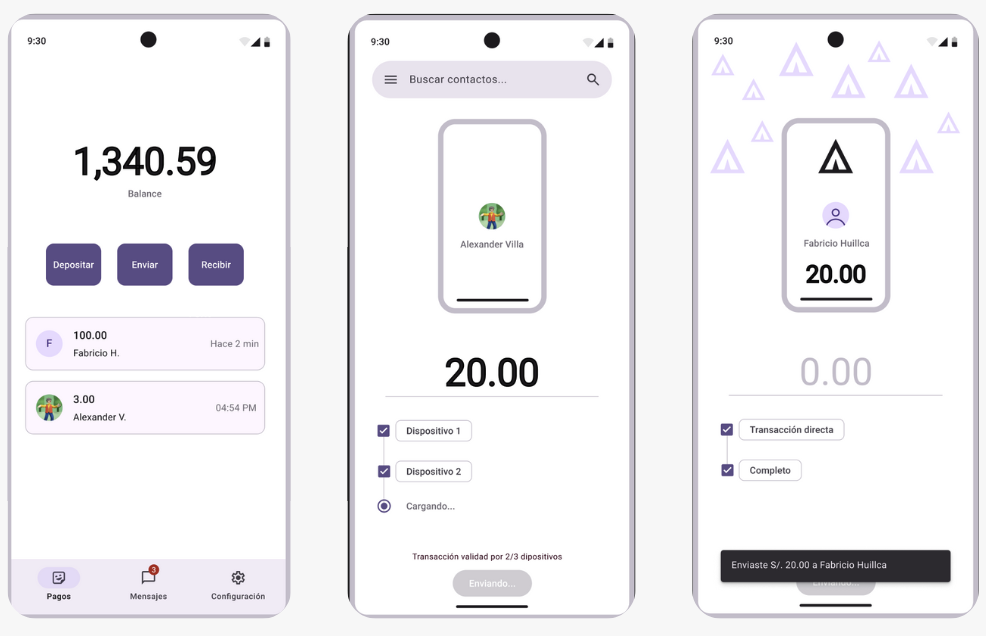 9:30
1,340.59
Balance
Depositar
Enviar
Recibir
F
100.00
Fabricio H.
Hace 2 min
3.00
Alexander V.
04:54 PM
3
Pagos
Mensajes
Configuración
9:30
Buscar contactos...
Alexander Villa
20.00
Dispositivo 1
Dispositivo 2
Cargando...
Transacción validad por 2/3 dipositivos
Enviando...
9:30
Fabricio Huillca
20.00
0.00
Transacción directa
Completo
Enviaste S/. 20.00 a Fabricio Huillca
Enviando...